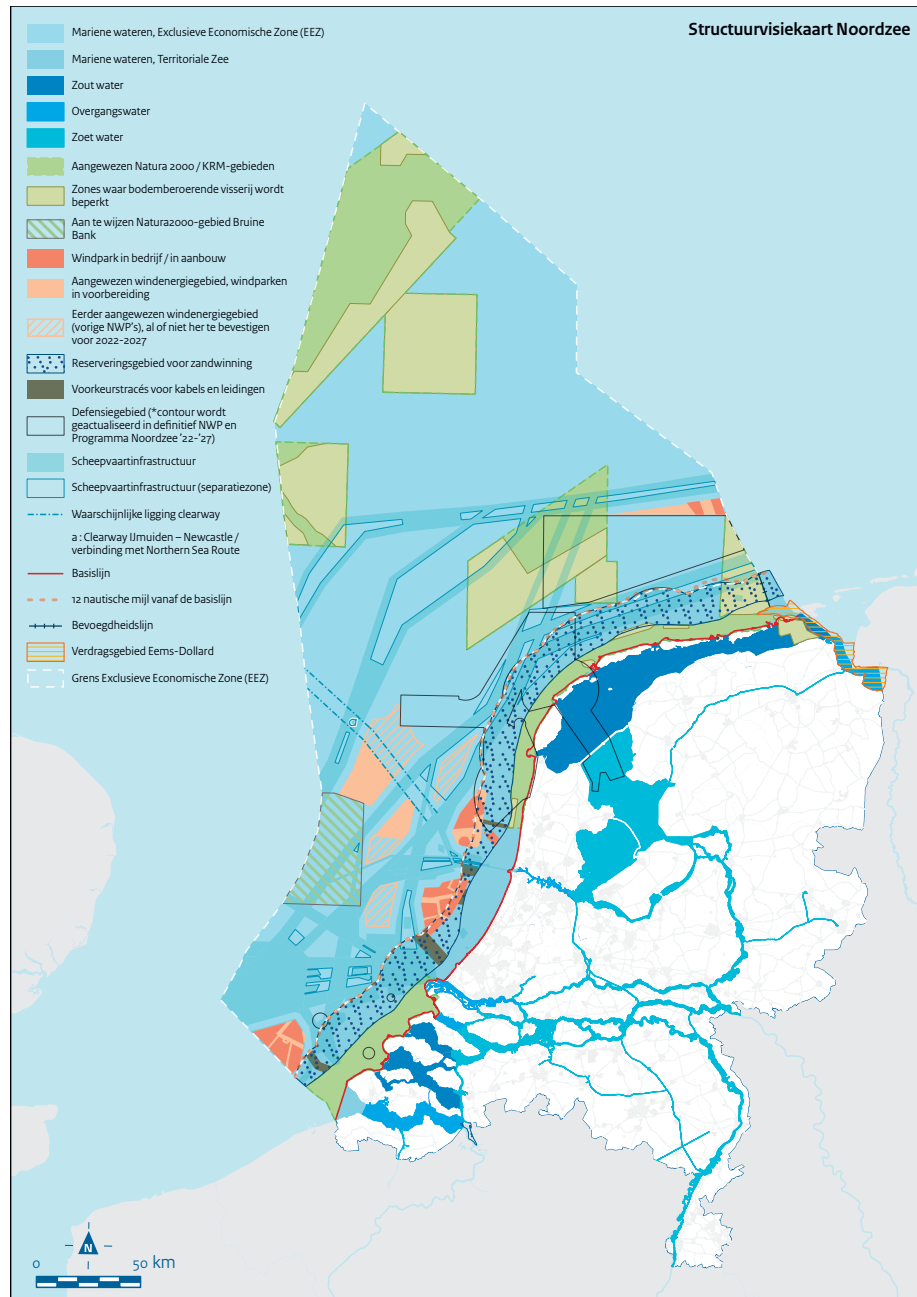 Structuurvisiekaart Noordzee
Mariene wateren, Exclusieve Economische Zone (EEZ)
Mariene wateren, Territoriale Zee
Zout water
Overgangswater
Zoet water
Aangewezen Natura 2000 / KRM-gebieden
Zones waar bodemberoerende visserij wordt
beperkt
Aan te wijzen Natura2000-gebied Bruine
Bank
Windpark in bedrijf / in aanbouw
Aangewezen windenergiegebied, windparken
in voorbereiding
Eerder aangewezen windenergiegebied
(vorige NWP's), al of niet her te bevestigen
voor 2022-2027
Reserveringsgebied voor zandwinning
Voorkeurstracés voor kabels en leidingen
Defensiegebied (*contour wordt
geactualiseerd in definitief NWP en
Programma Noordzee '22-'27)
Scheepvaartinfrastructuur
Scheepvaartinfrastructuur (separatiezone)
Waarschijnlijke ligging clearway
a : Clearway IJmuiden – Newcastle /
verbinding met Northern Sea Route
Basislijn
12 nautische mijl vanaf de basislijn
Bevoegdheidslijn
Verdragsgebied Eems-Dollard
Grens Exclusieve Economische Zone (EEZ)
a
N
0 50 km